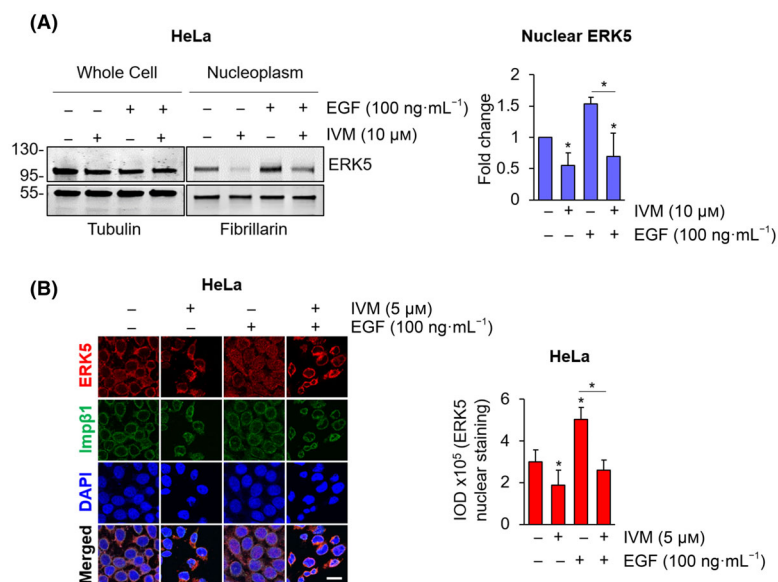 (A)
HeLa
Whole Cell Nucleoplasm
– – + + – – + + EGF (100 ng·mL⁻¹)
– + – + – + – + IVM (10 μM)
130-
95-
ERK5
55-
Tubulin Fibrillarin
Nuclear ERK5
Fold change
2
1.5
1
0.5
0
* * * *
– + – + IVM (10 μM)
– – + + EGF (100 ng·mL⁻¹)
(B)
HeLa
– + – + IVM (5 μM)
– – + + EGF (100 ng·mL⁻¹)
ERK5
Impβ1
DAPI
Merged
HeLa
IOD x10⁵ (ERK5
nuclear staining)
6
4
2
0
* * *
– + – + IVM (5 μM)
– – + + EGF (100 ng·mL⁻¹)